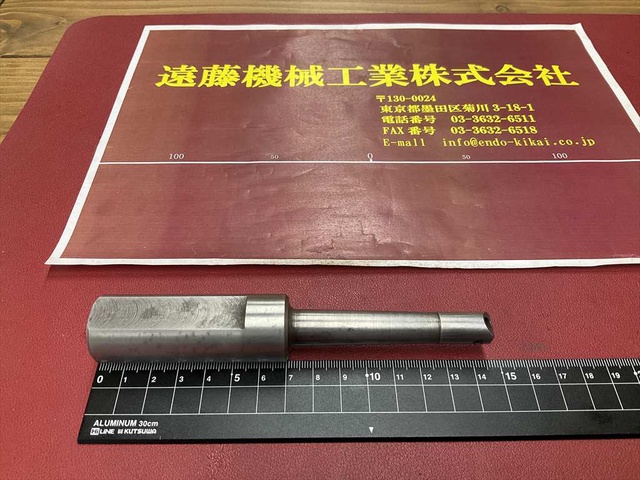 遠藤機械工業株式会社
〒130-0024
東京都墨田区菊川 3-18-1
電話番号 03-3632-6511
FAX 番号 03-3632-6518
E-mail info@endo-kikai.co.jp
100 50 0 50 100
0 1 2 3 4 5 6 7 8 9 10 11 12 13 14 15 16 17 18 19
ALUMINUM 30cm
HI LINE KUTSUWA